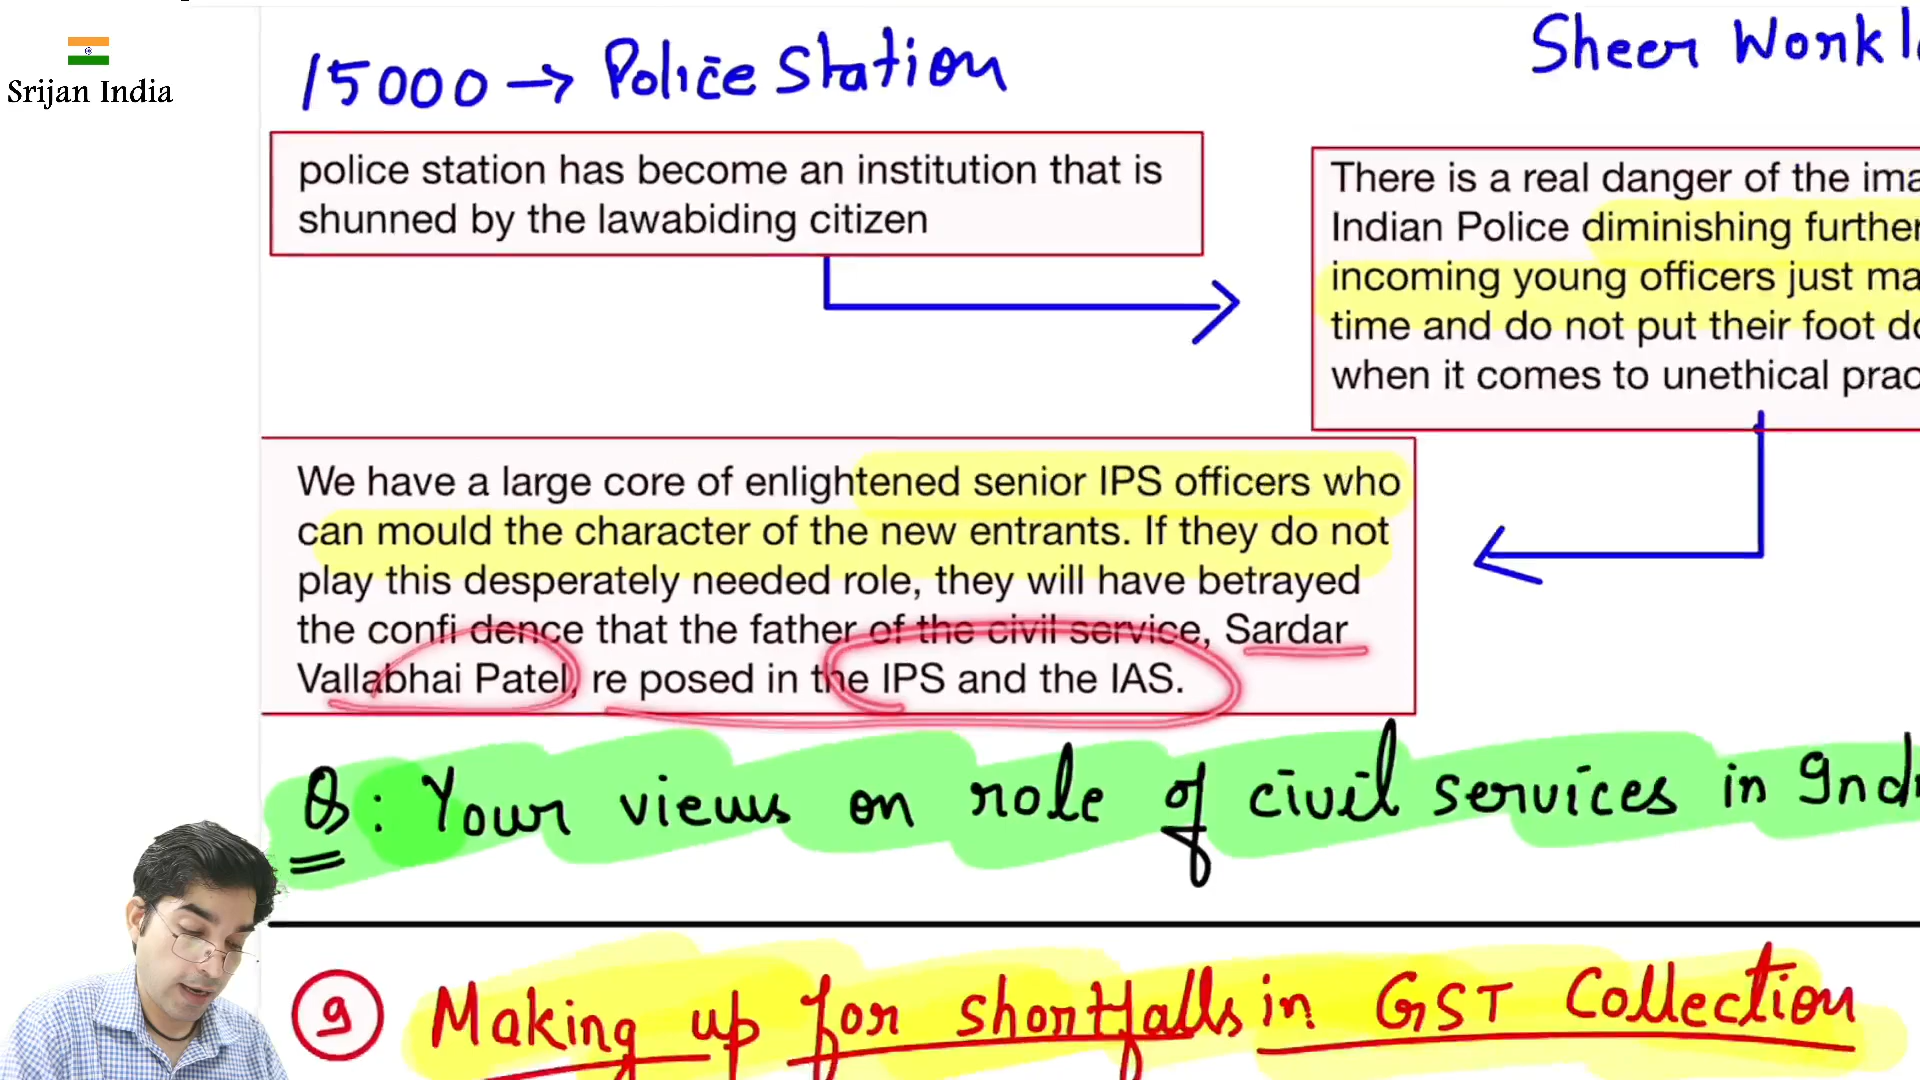 Srijan India
15000 → Police Station
Sheer Workl
police station has become an institution that is
shunned by the lawabiding citizen
There is a real danger of the ima
Indian Police diminishing further
incoming young officers just ma
time and do not put their foot do
when it comes to unethical prac
We have a large core of enlightened senior IPS officers who
can mould the character of the new entrants. If they do not
play this desperately needed role, they will have betrayed
the confi dence that the father of the civil service, Sardar
Vallabhai Patel, re posed in the IPS and the IAS.
Q: Your views on role of civil services in Indi
9 Making up for shortfalls in GST Collection